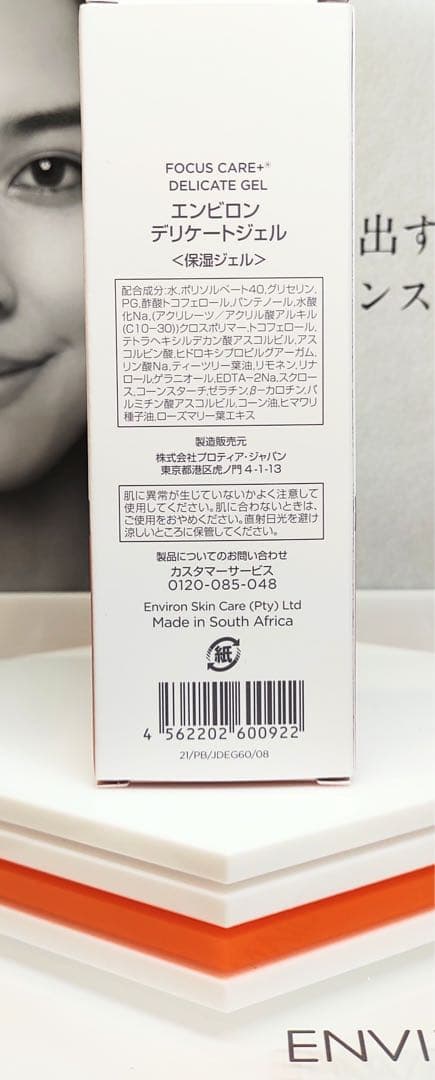 FOCUS CARE+®
DELICATE GEL
エンビロン
デリケートジェル
＜保湿ジェル＞
配合成分:水,ポリソルベート40,グリセリン,
PG,酢酸トコフェロール,パンテノール,水酸
化Na,(アクリレーツ/アクリル酸アルキル
(C10-30))クロスポリマー,トコフェロール,
テトラヘキシルデカン酸アスコルビル,アス
コルビン酸,ヒドロキシプロピルグアーガム,
リン酸Na,ティーツリー葉油,リモネン,リナ
ロール,ゲラニオール,EDTA-2Na,スクロー
ス,コーンスターチ,ゼラチン,β-カロチン,パ
ルミチン酸アスコルビル,コーン油,ヒマワリ
種子油,ローズマリー葉エキス
製造販売元
株式会社プロティア・ジャパン
東京都港区虎ノ門 4-1-13
肌に異常が生じていないかよく注意して
使用してください。肌に合わないときは、
ご使用をおやめください。直射日光を避け
涼しいところに保管してください。
製品についてのお問い合わせ
カスタマーサービス
0120-085-048
Environ Skin Care (Pty) Ltd
Made in South Africa
紙
4 562202 600922
21/PB/JDEG60/08
出す
ンス
ENVI